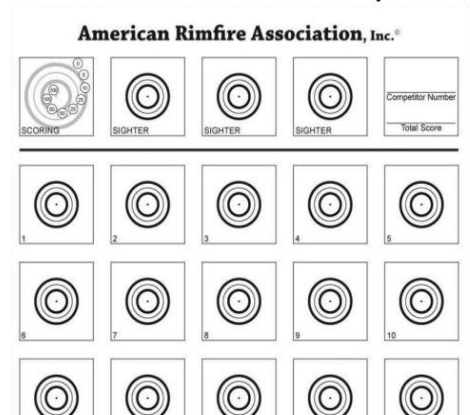 American Rimfire Association, Inc.©
SCORING
SIGHTER
SIGHTER
SIGHTER
Competitor Number
Total Score
1
2
3
4
5
6
7
8
9
10